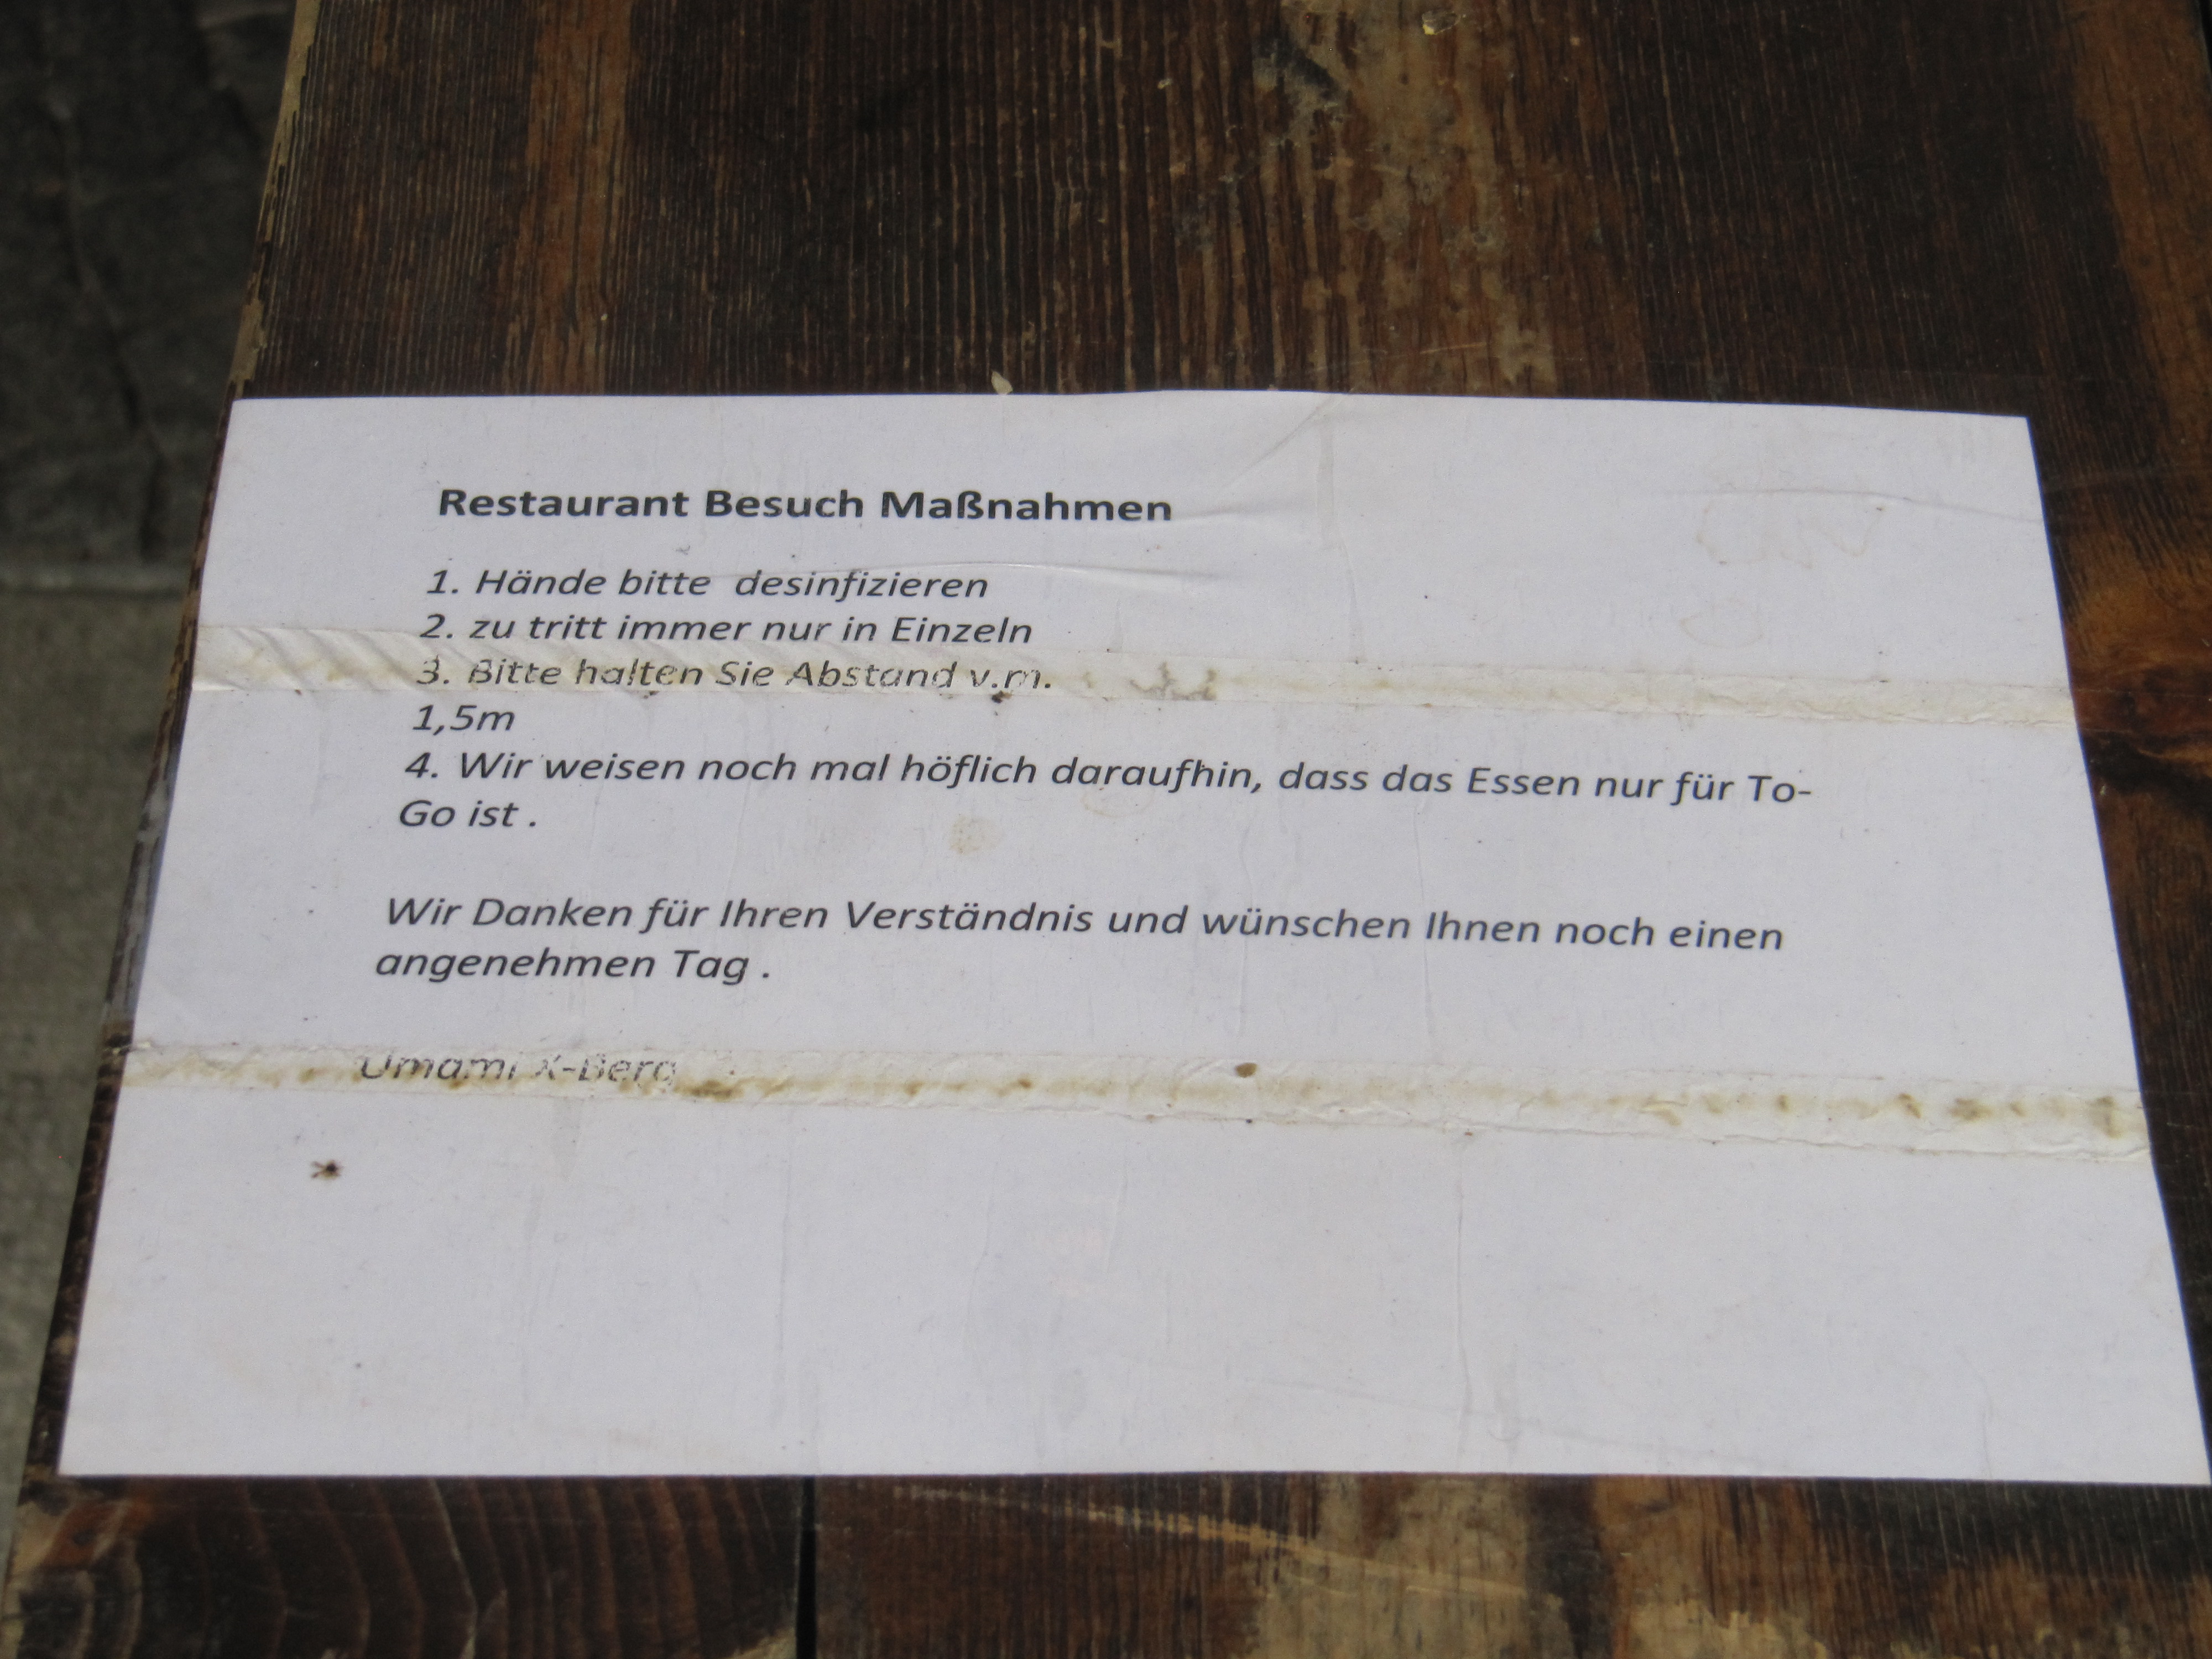 Restaurant Besuch Maßnahmen
1. Hände bitte desinfizieren
2. zu tritt immer nur in Einzeln
3. Bitte halten Sie Abstand v.m.
1,5m
4. Wir weisen noch mal höflich daraufhin, dass das Essen nur für To-
Go ist .
Wir Danken für Ihren Verständnis und wünschen Ihnen noch einen
angenehmen Tag .
Umami X-Berg